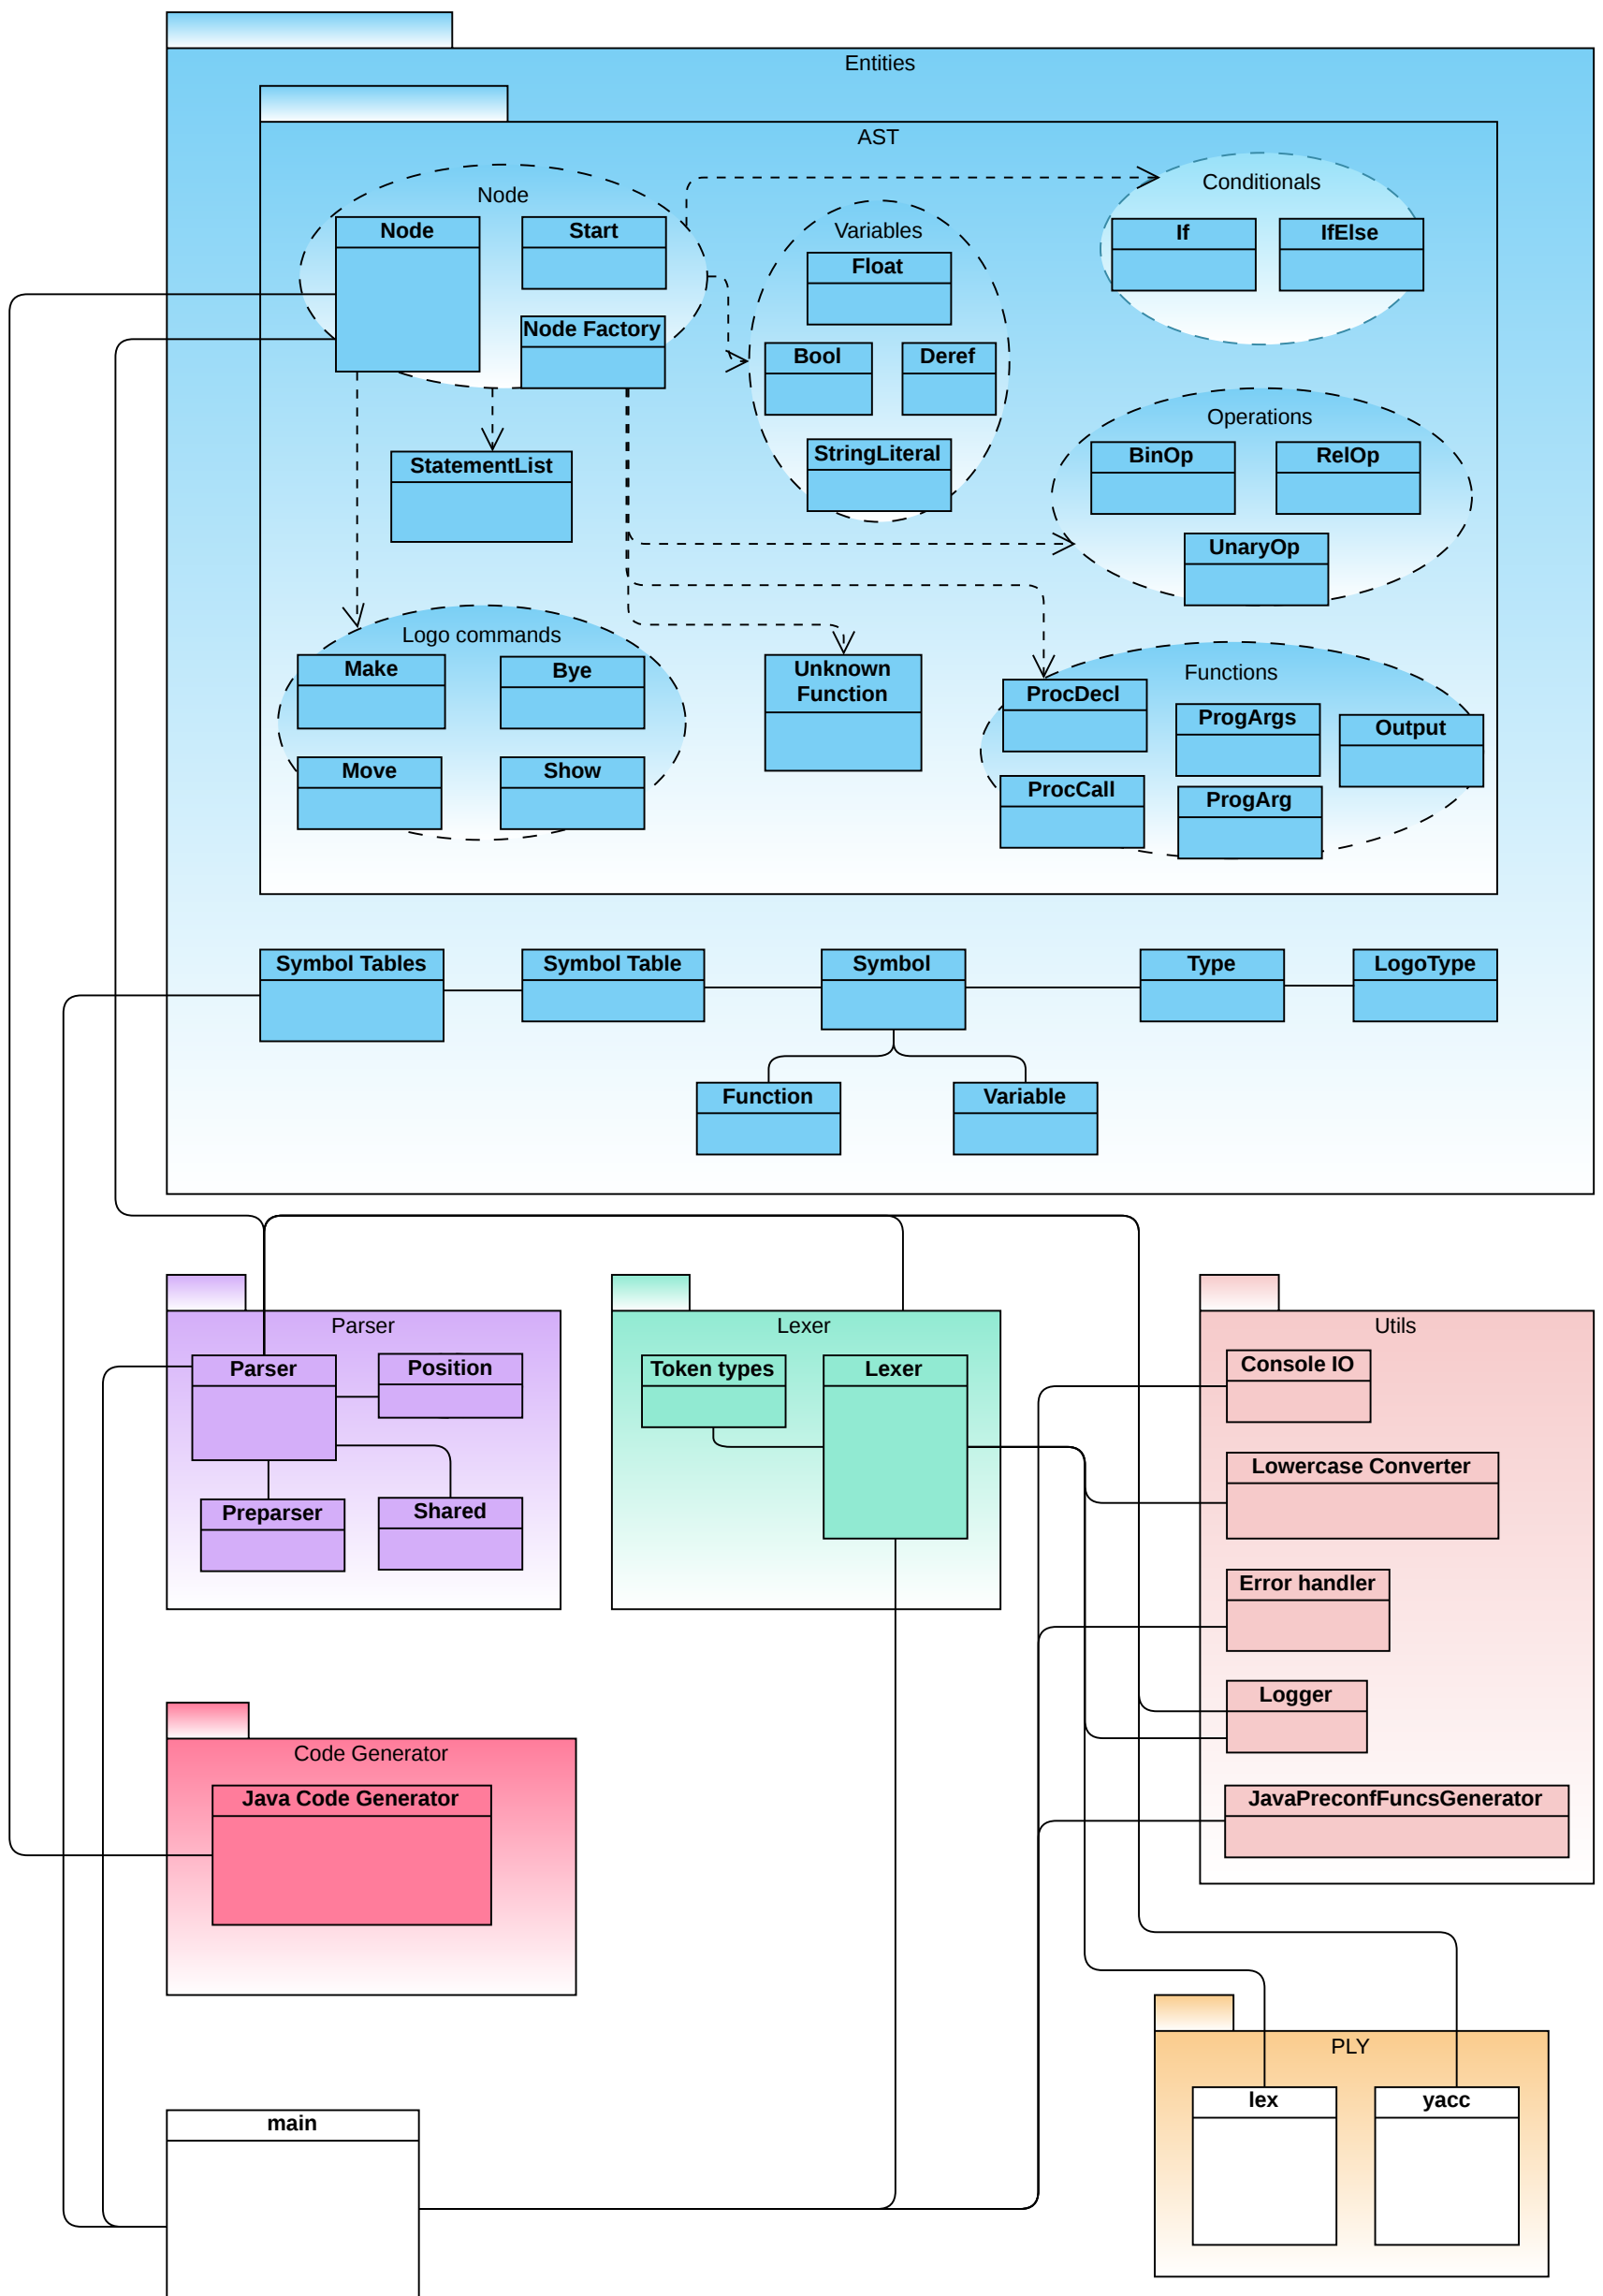 Entities
AST
Node
Node
Start
Node Factory
Variables
Float
Bool
Deref
StringLiteral
Conditionals
If
IfElse
Operations
BinOp
RelOp
UnaryOp
StatementList
Logo commands
Make
Bye
Move
Show
Unknown
Function
Functions
ProcDecl
ProgArgs
Output
ProcCall
ProgArg
Symbol Tables
Symbol Table
Symbol
Type
LogoType
Function
Variable
Parser
Parser
Position
Preparser
Shared
Lexer
Token types
Lexer
Utils
Console IO
Lowercase Converter
Error handler
Logger
JavaPreconfFuncsGenerator
Code Generator
Java Code Generator
PLY
lex
yacc
main